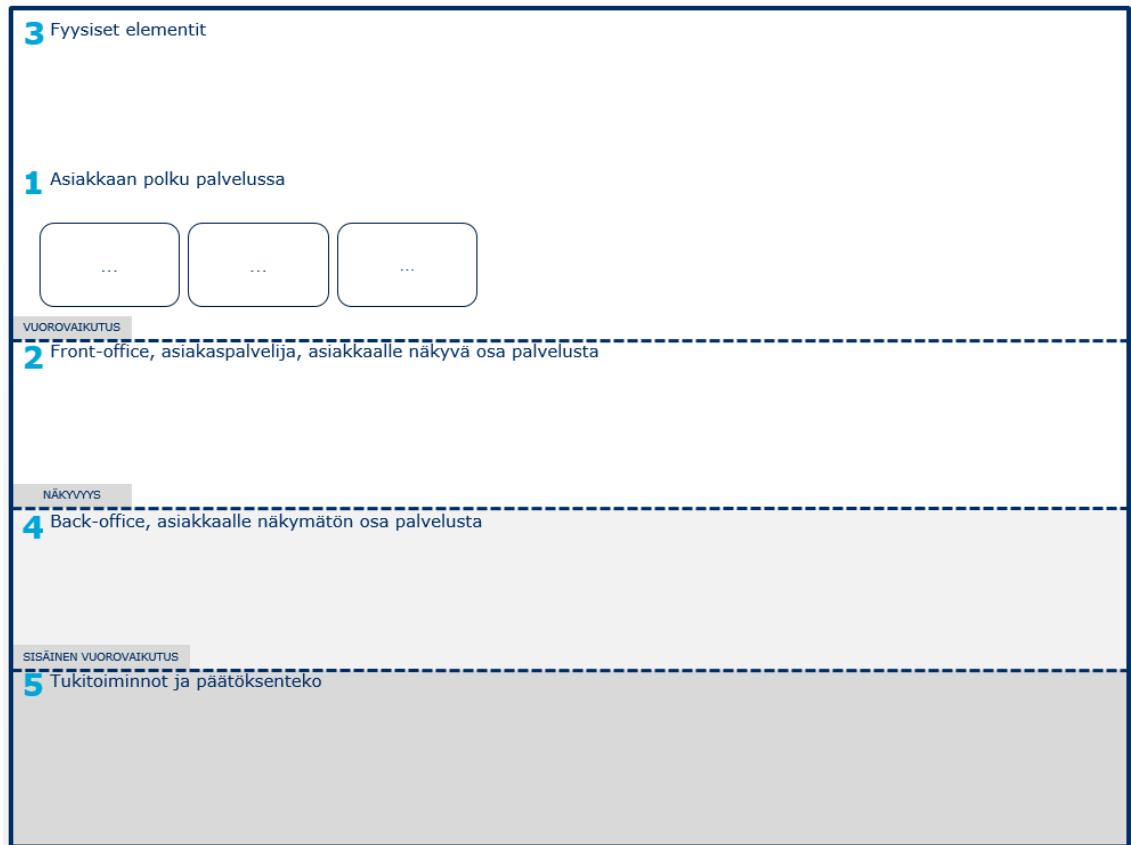 3 Fyysiset elementit
1 Asiakkaan polku palvelussa
... ... ...
VUOROVAIKUTUS
2 Front-office, asiakaspalvelija, asiakkaalle näkyvä osa palvelusta
NÄKYVYYS
4 Back-office, asiakkaalle näkymätön osa palvelusta
SISÄINEN VUOROVAIKUTUS
5 Tukitoiminnot ja päätöksenteko